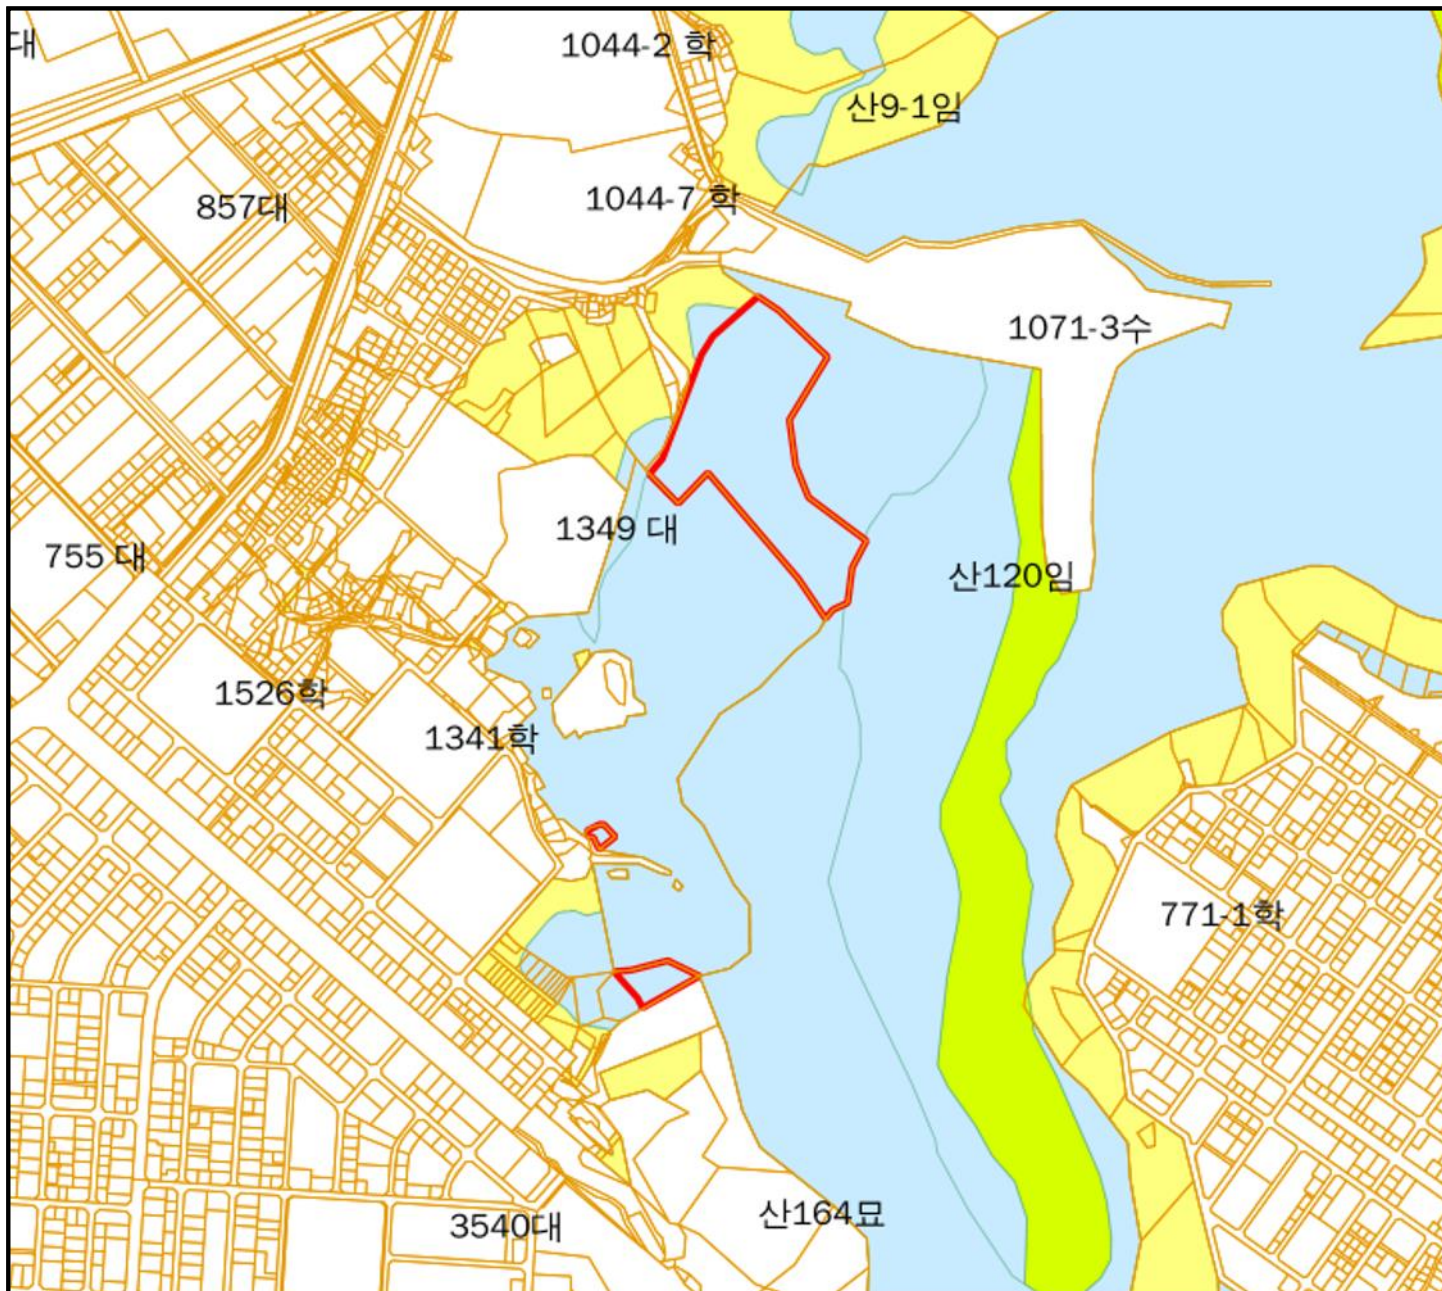 대
1044-2 학
산9-1임
857대
1044-7 학
1071-3수
1349 대
755 대
산120임
1526학
1341학
771-1학
산164묘
3540대